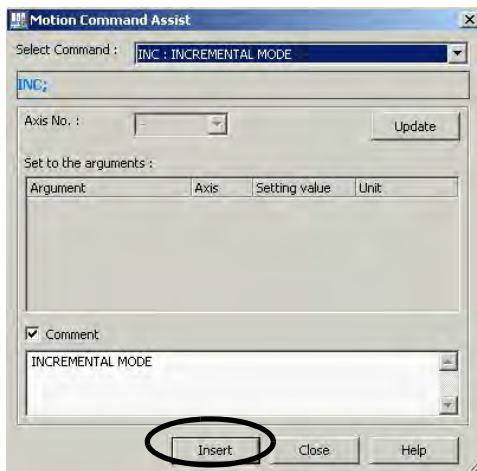 Motion Command Assist
Select Command : INC : INCREMENTAL MODE
INC;
Axis No. : -
Update
Set to the arguments :
Argument Axis Setting value Unit
Comment
INCREMENTAL MODE
Insert Close Help